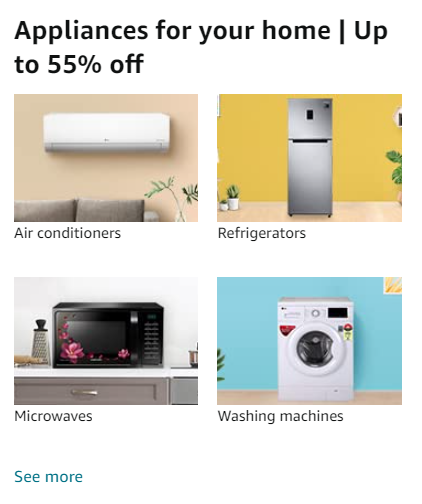 Appliances for your home | Up
to 55% off
Air conditioners
Refrigerators
Microwaves
Washing machines
See more